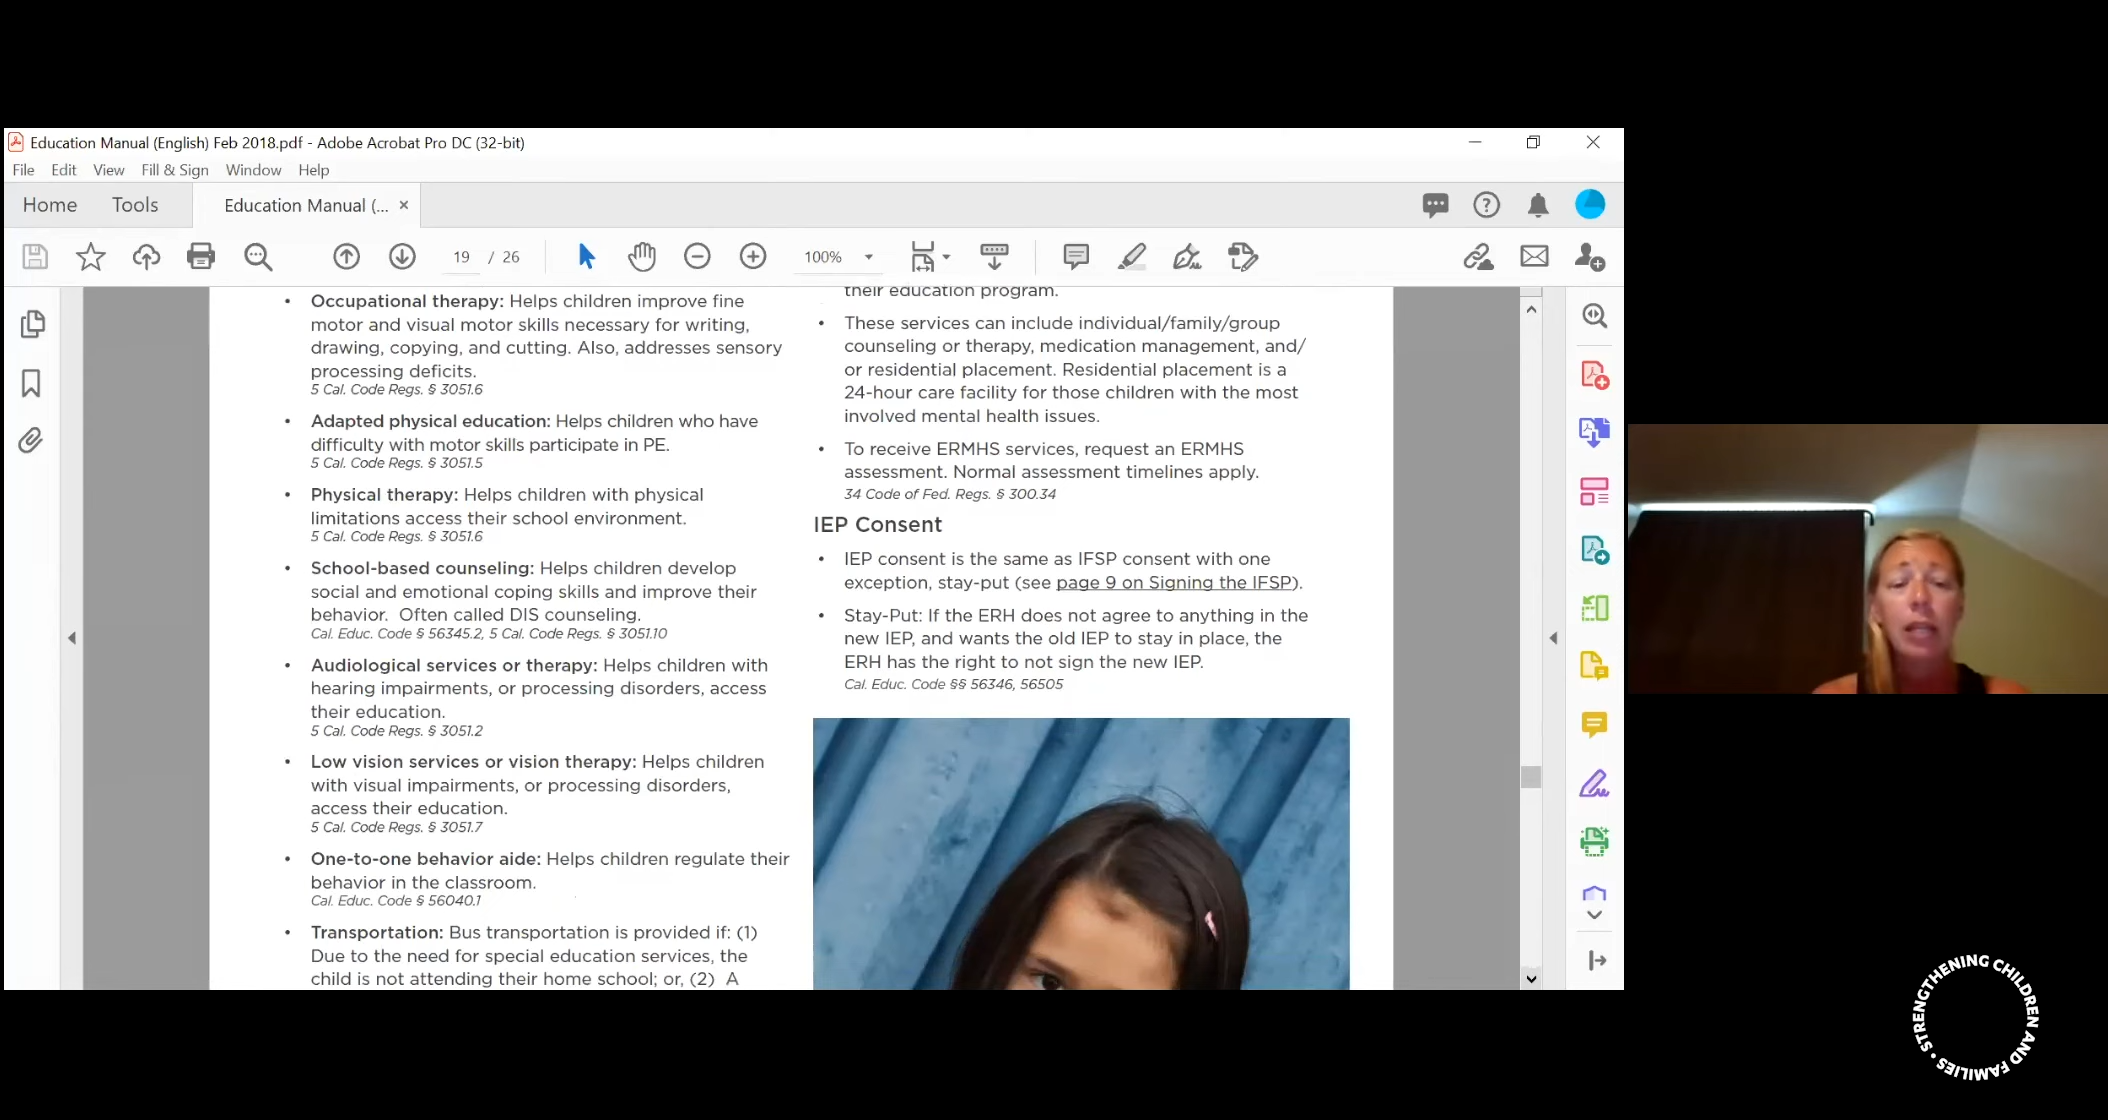 Education Manual (English) Feb 2018.pdf - Adobe Acrobat Pro DC (32-bit)
File Edit View Fill & Sign Window Help
Home Tools Education Manual (... ×
19 / 26 100%
• Occupational therapy: Helps children improve fine
motor and visual motor skills necessary for writing,
drawing, copying, and cutting. Also, addresses sensory
processing deficits.
5 Cal. Code Regs. § 3051.6
• Adapted physical education: Helps children who have
difficulty with motor skills participate in PE.
5 Cal. Code Regs. § 3051.5
• Physical therapy: Helps children with physical
limitations access their school environment.
5 Cal. Code Regs. § 3051.6
• School-based counseling: Helps children develop
social and emotional coping skills and improve their
behavior. Often called DIS counseling.
Cal. Educ. Code § 56345.2, 5 Cal. Code Regs. § 3051.10
• Audiological services or therapy: Helps children with
hearing impairments, or processing disorders, access
their education.
5 Cal. Code Regs. § 3051.2
• Low vision services or vision therapy: Helps children
with visual impairments, or processing disorders,
access their education.
5 Cal. Code Regs. § 3051.7
• One-to-one behavior aide: Helps children regulate their
behavior in the classroom.
Cal. Educ. Code § 56040.1
• Transportation: Bus transportation is provided if: (1)
Due to the need for special education services, the
child is not attending their home school; or, (2) A
their education program.
• These services can include individual/family/group
counseling or therapy, medication management, and/
or residential placement. Residential placement is a
24-hour care facility for those children with the most
involved mental health issues.
• To receive ERMHS services, request an ERMHS
assessment. Normal assessment timelines apply.
34 Code of Fed. Regs. § 300.34
IEP Consent
• IEP consent is the same as IFSP consent with one
exception, stay-put (see page 9 on Signing the IFSP).
• Stay-Put: If the ERH does not agree to anything in the
new IEP, and wants the old IEP to stay in place, the
ERH has the right to not sign the new IEP.
Cal. Educ. Code §§ 56346, 56505
STRENGTHENING CHILDREN AND FAMILIES •